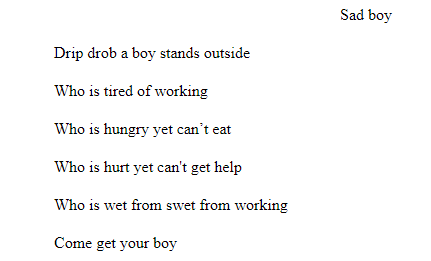 Sad boy
Drip drob a boy stands outside
Who is tired of working
Who is hungry yet can’t eat
Who is hurt yet can't get help
Who is wet from swet from working
Come get your boy